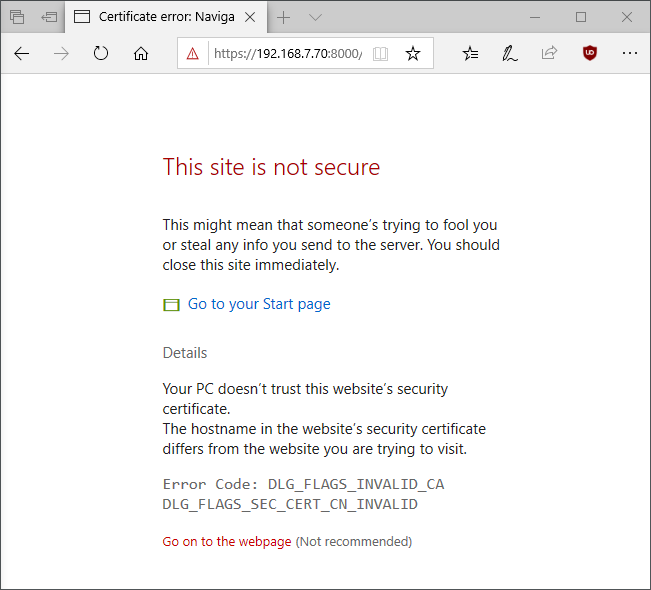 Certificate error: Naviga
https://192.168.7.70:8000/
UD
This site is not secure
This might mean that someone’s trying to fool you
or steal any info you send to the server. You should
close this site immediately.
Go to your Start page
Details
Your PC doesn’t trust this website’s security
certificate.
The hostname in the website’s security certificate
differs from the website you are trying to visit.
Error Code: DLG_FLAGS_INVALID_CA
DLG_FLAGS_SEC_CERT_CN_INVALID
Go on to the webpage (Not recommended)